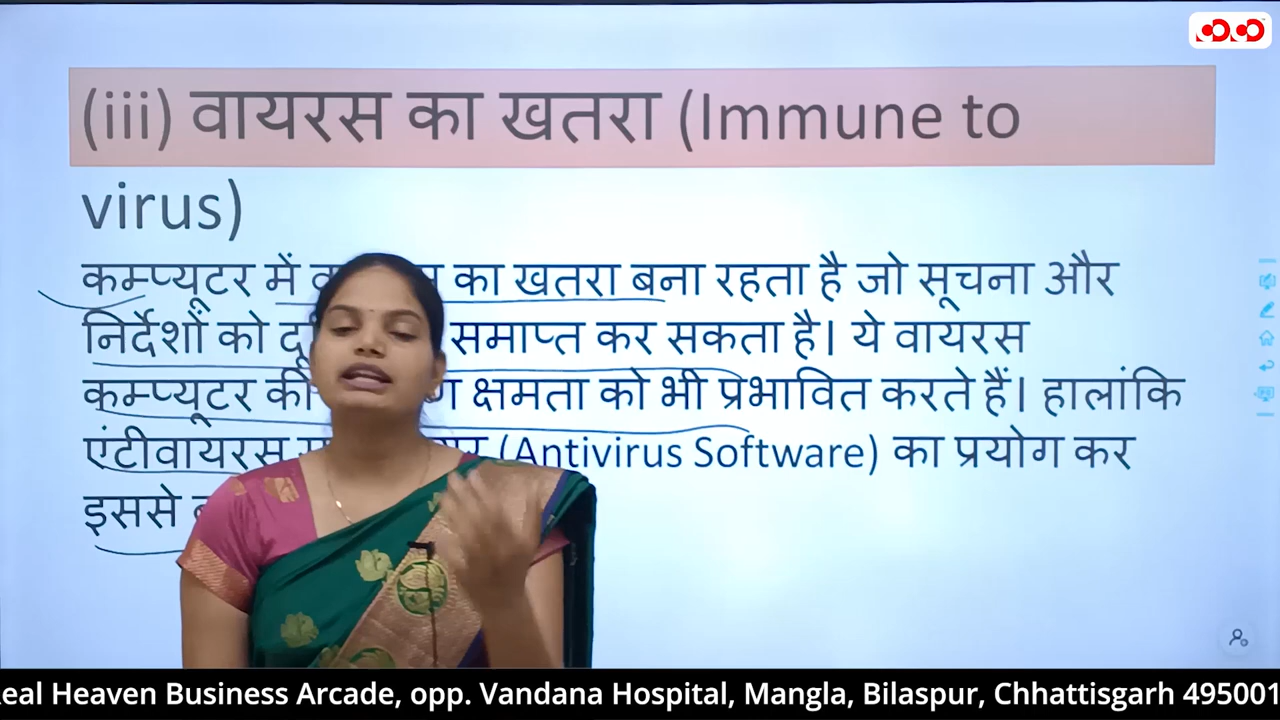 (iii) वायरस का खतरा (Immune to
virus)
कम्प्यूटर में का खतरा बना रहता है जो सूचना और
निर्देशों को समाप्त कर सकता है। ये वायरस
कम्प्यूटर की क्षमता को भी प्रभावित करते हैं। हालांकि
एंटीवायरस (Antivirus Software) का प्रयोग कर
इससे
eal Heaven Business Arcade, opp. Vandana Hospital, Mangla, Bilaspur, Chhattisgarh 495001